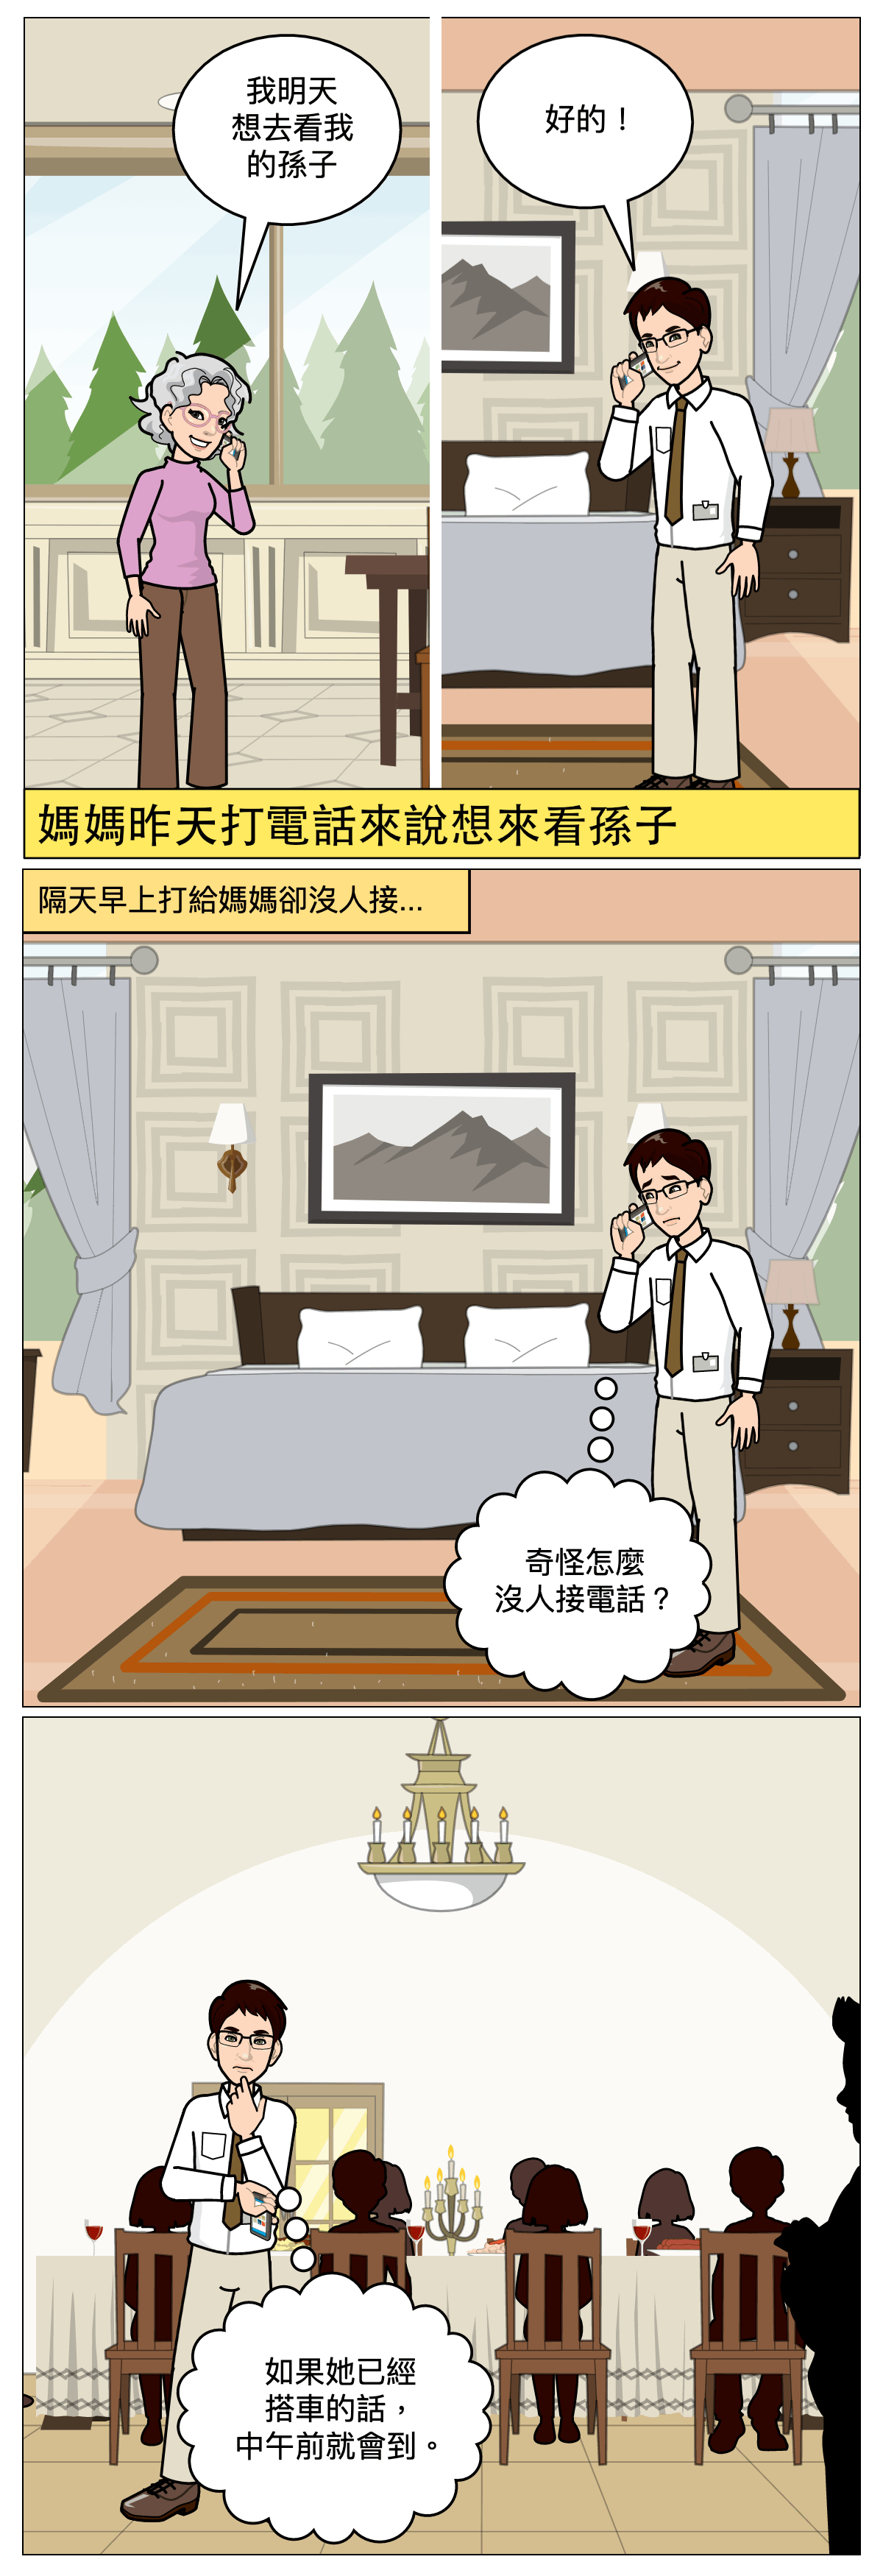 我明天
想去看我
的孫子
好的！
媽媽昨天打電話來說想來看孫子
隔天早上打給媽媽卻沒人接...
奇怪怎麼
沒人接電話？
如果她已經
搭車的話，
中午前就會到。